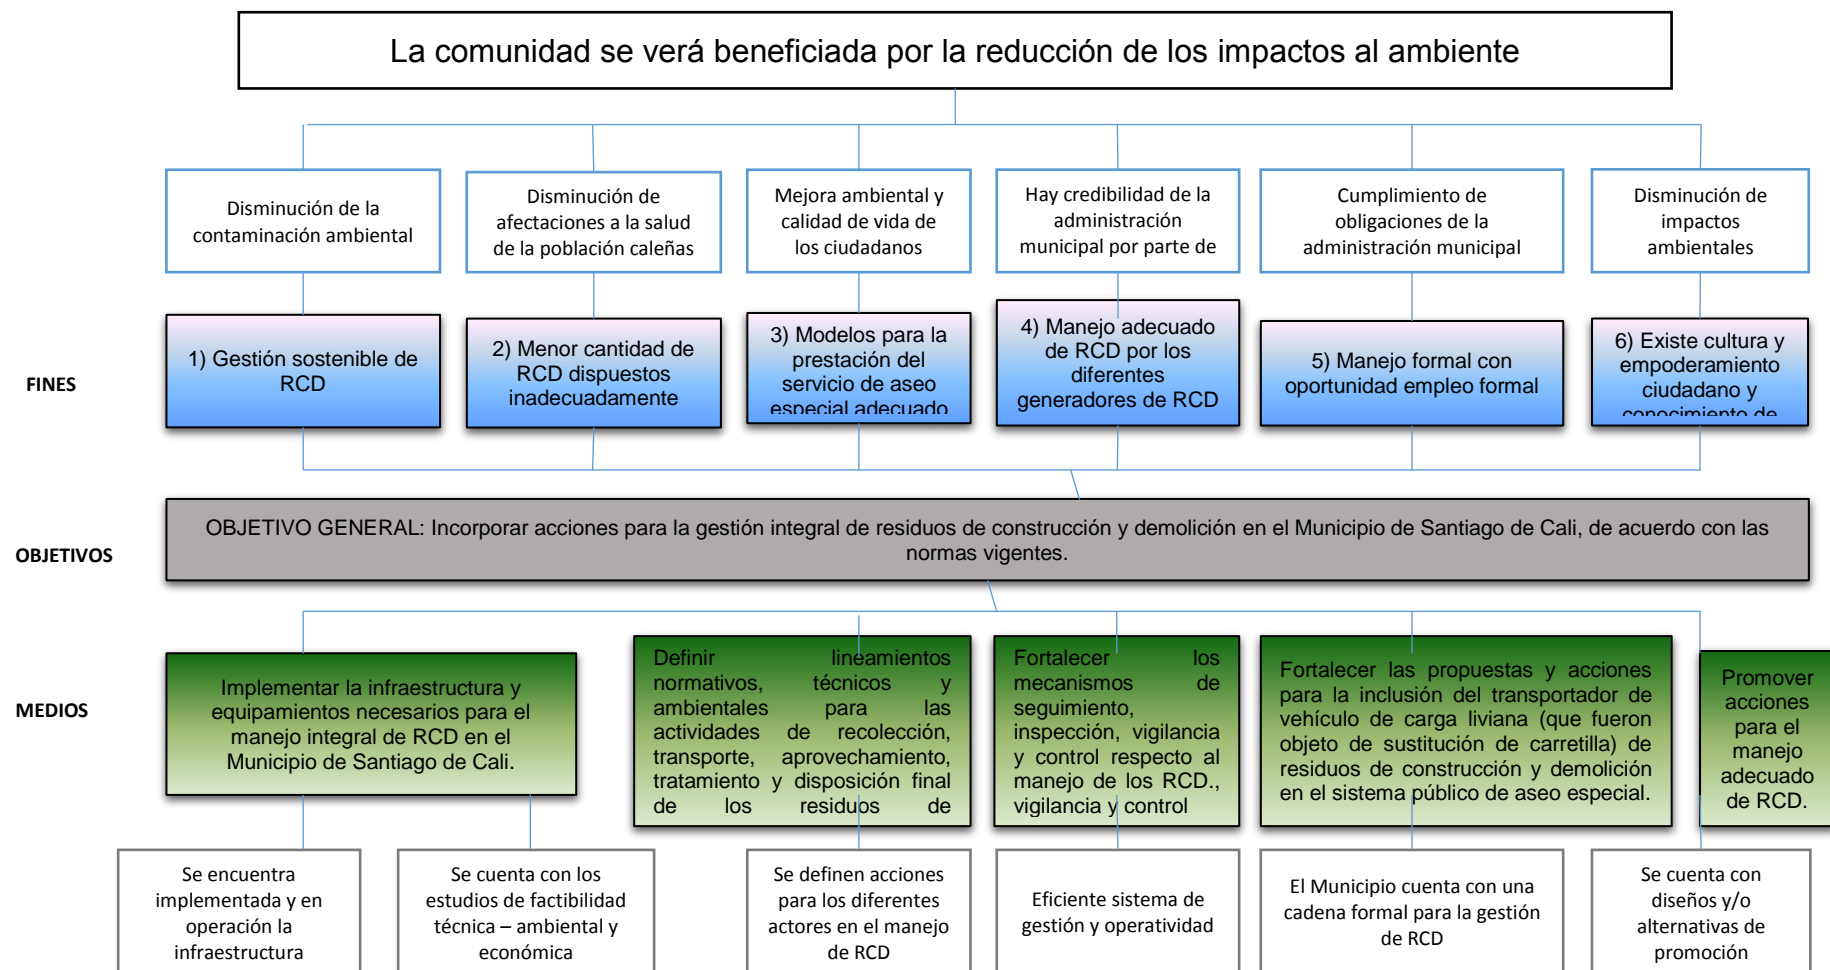 La comunidad se verá beneficiada por la reducción de los impactos al ambiente
Disminución de la
contaminación ambiental
Disminución de
afectaciones a la salud
de la población caleñas
Mejora ambiental y
calidad de vida de
los ciudadanos
Hay credibilidad de la
administración
municipal por parte de
Cumplimiento de
obligaciones de la
administración municipal
Disminución de
impactos
ambientales
FINES
1) Gestión sostenible de
RCD
2) Menor cantidad de
RCD dispuestos
inadecuadamente
3) Modelos para la
prestación del
servicio de aseo
especial adecuado
4) Manejo adecuado
de RCD por los
diferentes
generadores de RCD
5) Manejo formal con
oportunidad empleo formal
6) Existe cultura y
empoderamiento
ciudadano y
conocimiento de
OBJETIVOS
OBJETIVO GENERAL: Incorporar acciones para la gestión integral de residuos de construcción y demolición en el Municipio de Santiago de Cali, de acuerdo con las
normas vigentes.
MEDIOS
Implementar la infraestructura y
equipamientos necesarios para el
manejo integral de RCD en el
Municipio de Santiago de Cali.
Definir lineamientos
normativos, técnicos y
ambientales para las
actividades de recolección,
transporte, aprovechamiento,
tratamiento y disposición final
de los residuos de
Fortalecer los
mecanismos de
seguimiento,
inspección, vigilancia
y control respecto al
manejo de los RCD.,
vigilancia y control
Fortalecer las propuestas y acciones
para la inclusión del transportador de
vehículo de carga liviana (que fueron
objeto de sustitución de carretilla) de
residuos de construcción y demolición
en el sistema público de aseo especial.
Promover
acciones
para el
manejo
adecuado
de RCD.
Se encuentra
implementada y en
operación la
infraestructura
Se cuenta con los
estudios de factibilidad
técnica – ambiental y
económica
Se definen acciones
para los diferentes
actores en el manejo
de RCD
Eficiente sistema de
gestión y operatividad
El Municipio cuenta con una
cadena formal para la gestión
de RCD
Se cuenta con
diseños y/o
alternativas de
promoción